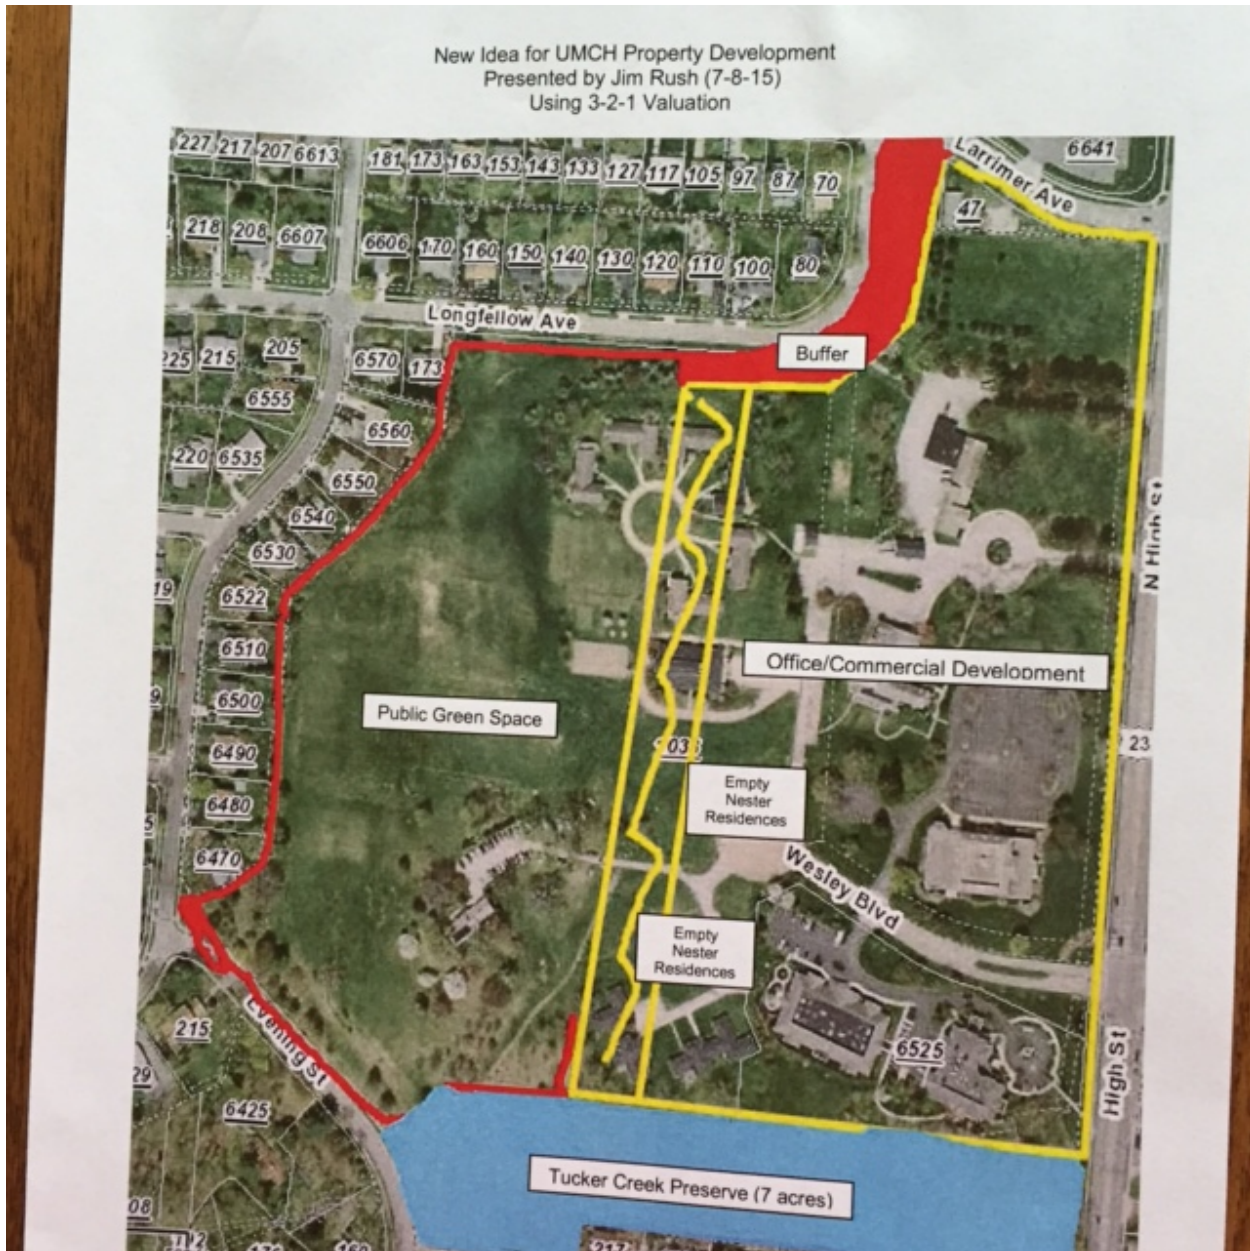 New Idea for UMCH Property Development
Presented by Jim Rush (7-8-15)
Using 3-2-1 Valuation
227 217 207 6613 181 173 163 153 143 133 127 117 105 97 87 70
Larrimer Ave
6641
47
218 208 6607 6606 170 160 150 140 130 120 110 100 80
Longfellow Ave
Buffer
225 215 205 6570 173
6555
6560
220 6535
6550
6540
6530
6522
6510
6500
6490
6480
6470
N High St
Office/Commercial Development
Public Green Space
23
Empty
Nester
Residences
Wesley Blvd
Empty
Nester
Residences
215
Evening St
6525
High St
6425
Tucker Creek Preserve (7 acres)